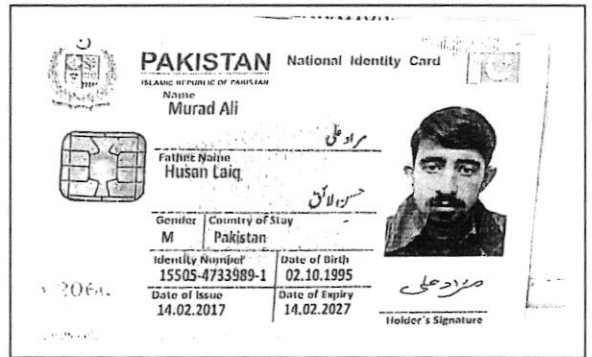 PAKISTAN National Identity Card
ISLAMIC REPUBLIC OF PAKISTAN
Name
Murad Ali
مراد علی
Father Name
Husan Laiq
حسن لائق
Gender Country of Stay
M Pakistan
Identity Number Date of Birth
15505-4733989-1 02.10.1995
Date of Issue Date of Expiry
14.02.2017 14.02.2027
مراد علی
Holder's Signature